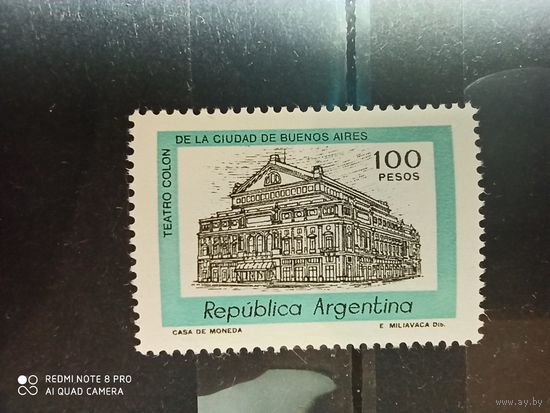 TEATRO COLON
DE LA CIUDAD DE BUENOS AIRES
100
PESOS
República Argentina
CASA DE MONEDA
E. MILIAVACA Dib.
REDMI NOTE 8 PRO
AI QUAD CAMERA
www.ay.by